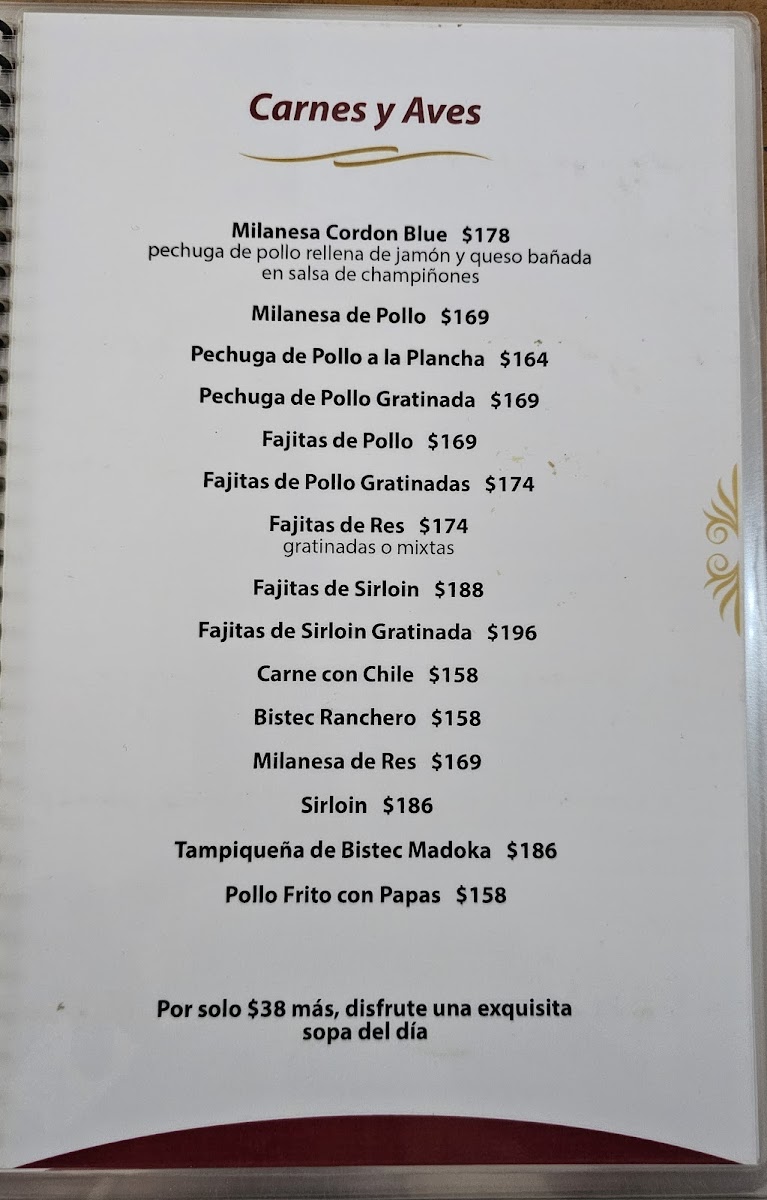 Carnes y Aves
Milanesa Cordon Blue $178
pechuga de pollo rellena de jamón y queso bañada
en salsa de champiñones
Milanesa de Pollo $169
Pechuga de Pollo a la Plancha $164
Pechuga de Pollo Gratinada $169
Fajitas de Pollo $169
Fajitas de Pollo Gratinadas $174
Fajitas de Res $174
gratinadas o mixtas
Fajitas de Sirloin $188
Fajitas de Sirloin Gratinada $196
Carne con Chile $158
Bistec Ranchero $158
Milanesa de Res $169
Sirloin $186
Tampiqueña de Bistec Madoka $186
Pollo Frito con Papas $158
Por solo $38 más, disfrute una exquisita
sopa del día